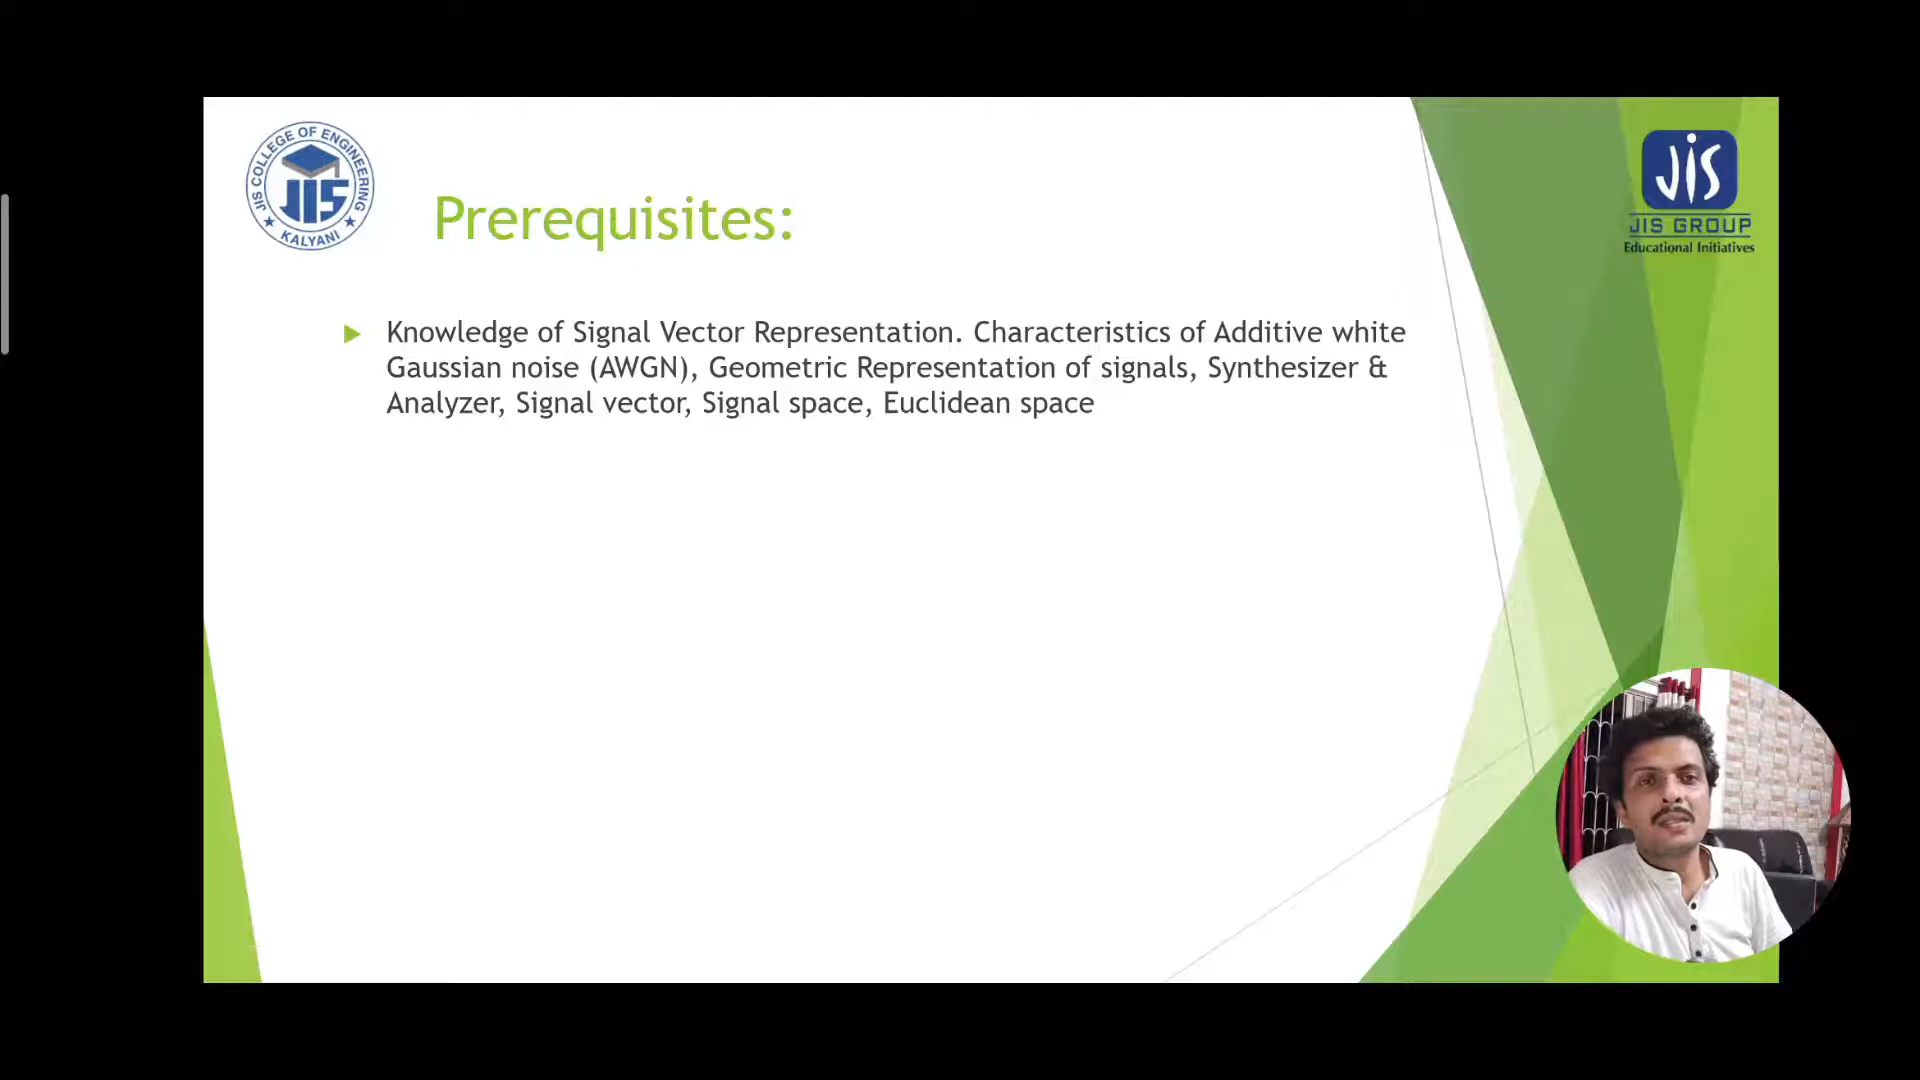 JIS COLLEGE OF ENGINEERING
JIS
KALYANI
Prerequisites:
JIS
JIS GROUP
Educational Initiatives
Knowledge of Signal Vector Representation. Characteristics of Additive white
Gaussian noise (AWGN), Geometric Representation of signals, Synthesizer &
Analyzer, Signal vector, Signal space, Euclidean space